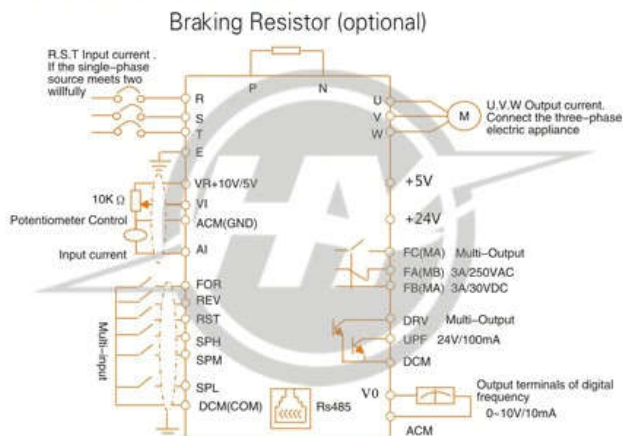 Braking Resistor (optional)
R.S.T Input current .
If the single-phase
source meets two
willfully
P
N
R
S
T
E
U
V
W
M
U.V.W Output current.
Connect the three-phase
electric appliance
VR+10V/5V
10K Ω
VI
Potentiometer Control
ACM(GND)
Input current
AI
+5V
+24V
FC(MA) Multi-Output
FA(MB) 3A/250VAC
FB(MA) 3A/30VDC
FOR
REV
RST
SPH
SPM
SPL
DCM(COM)
Multi-input
DRV Multi-Output
UPF 24V/100mA
DCM
Rs485
V0
Output terminals of digital
frequency
0~10V/10mA
ACM
HA